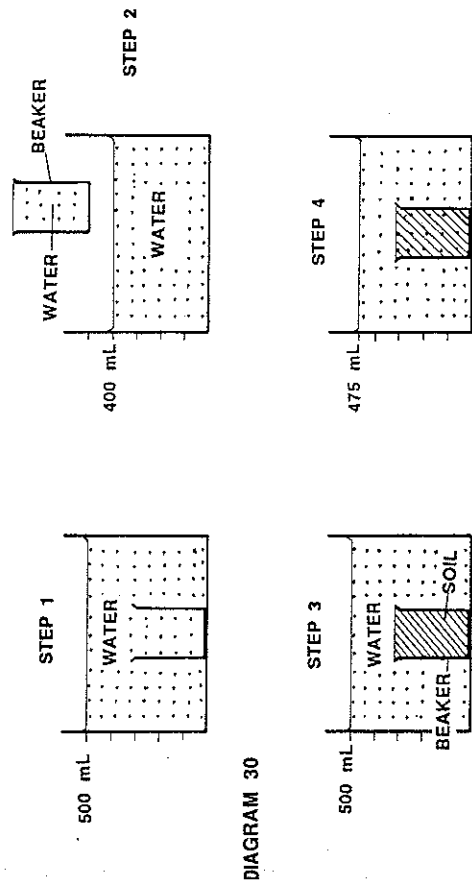 STEP 1
500 mL
WATER
STEP 2
WATER
BEAKER
400 mL
WATER
DIAGRAM 30
STEP 3
500 mL
WATER
BEAKER
SOIL
STEP 4
475 mL